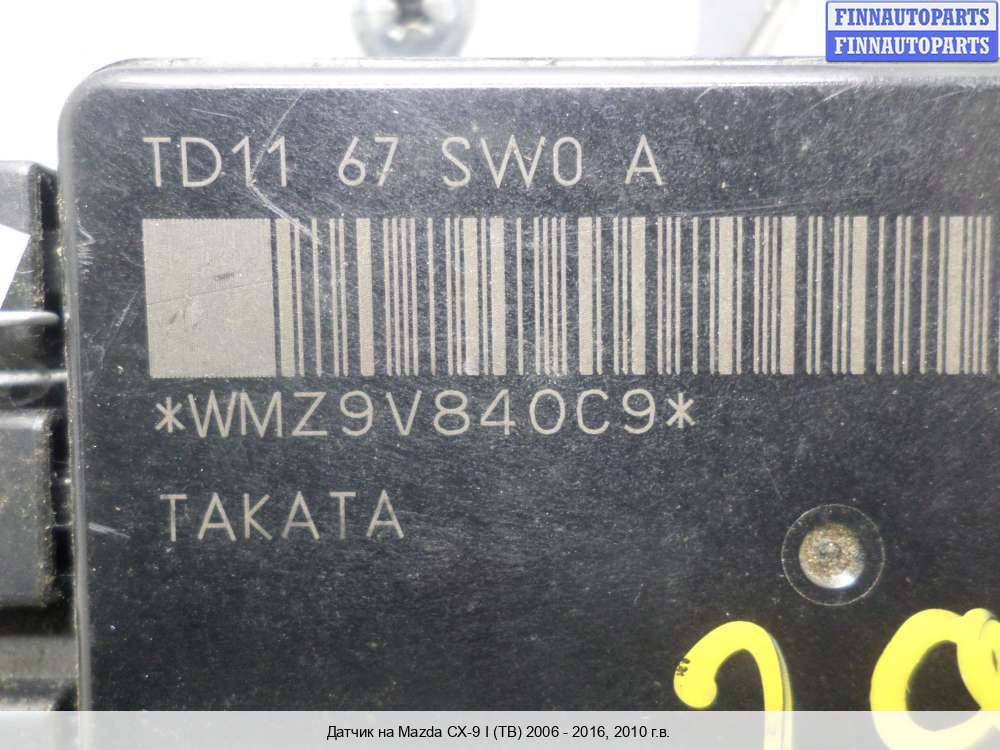 FINNAUTOPARTS
FINNAUTOPARTS
TD11 67 SW0 A
*WMZ9V840C9*
TAKATA
Датчик на Mazda CX-9 I (TB) 2006 - 2016, 2010 г.в.